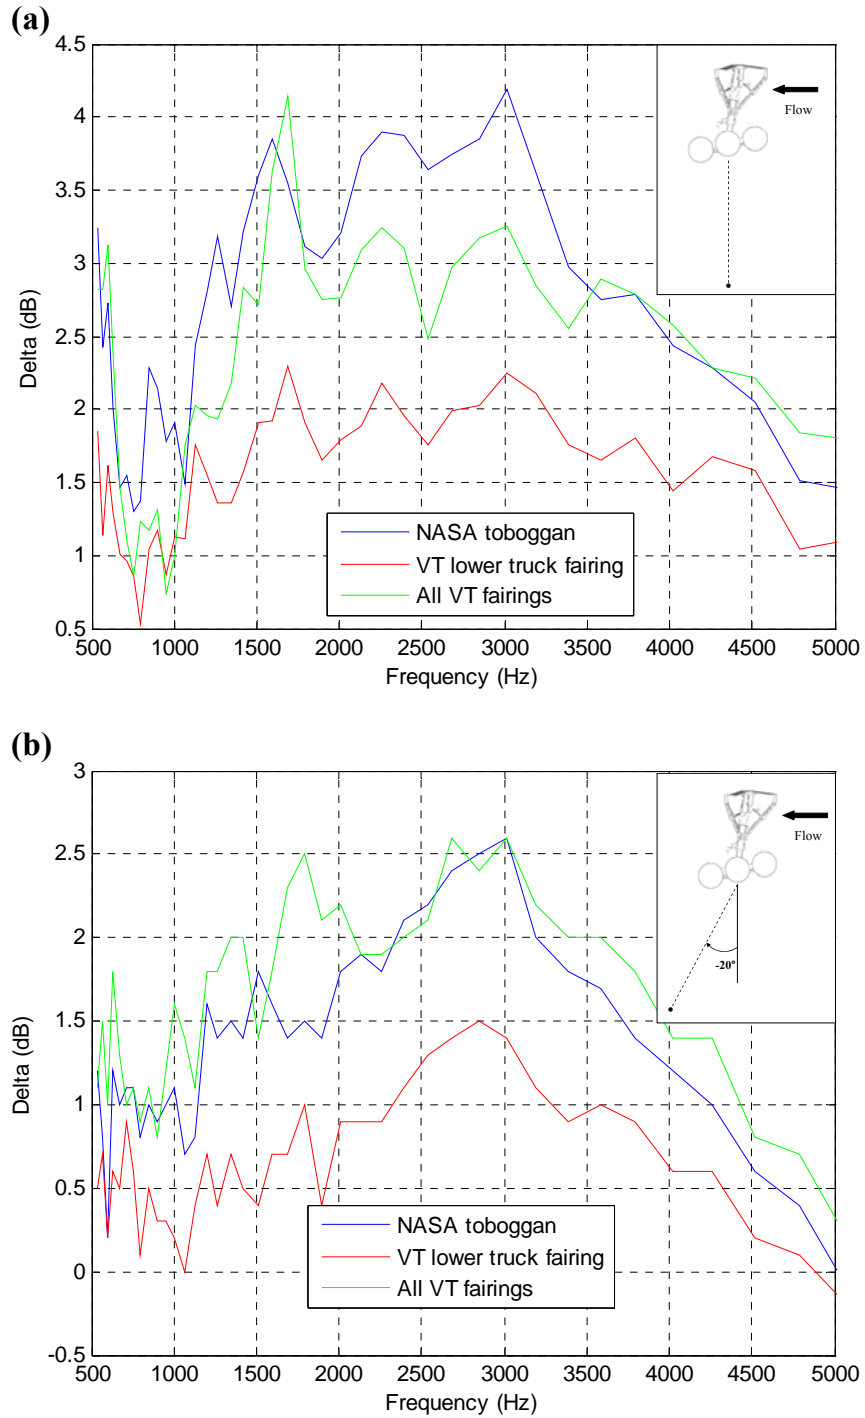 (a)
4.5
4
3.5
3
2.5
2
1.5
1
0.5
Delta (dB)
Flow
NASA toboggan
VT lower truck fairing
All VT fairings
500 1000 1500 2000 2500 3000 3500 4000 4500 5000
Frequency (Hz)
(b)
3
2.5
2
1.5
1
0.5
0
-0.5
Delta (dB)
Flow
-20°
NASA toboggan
VT lower truck fairing
All VT fairings
500 1000 1500 2000 2500 3000 3500 4000 4500 5000
Frequency (Hz)